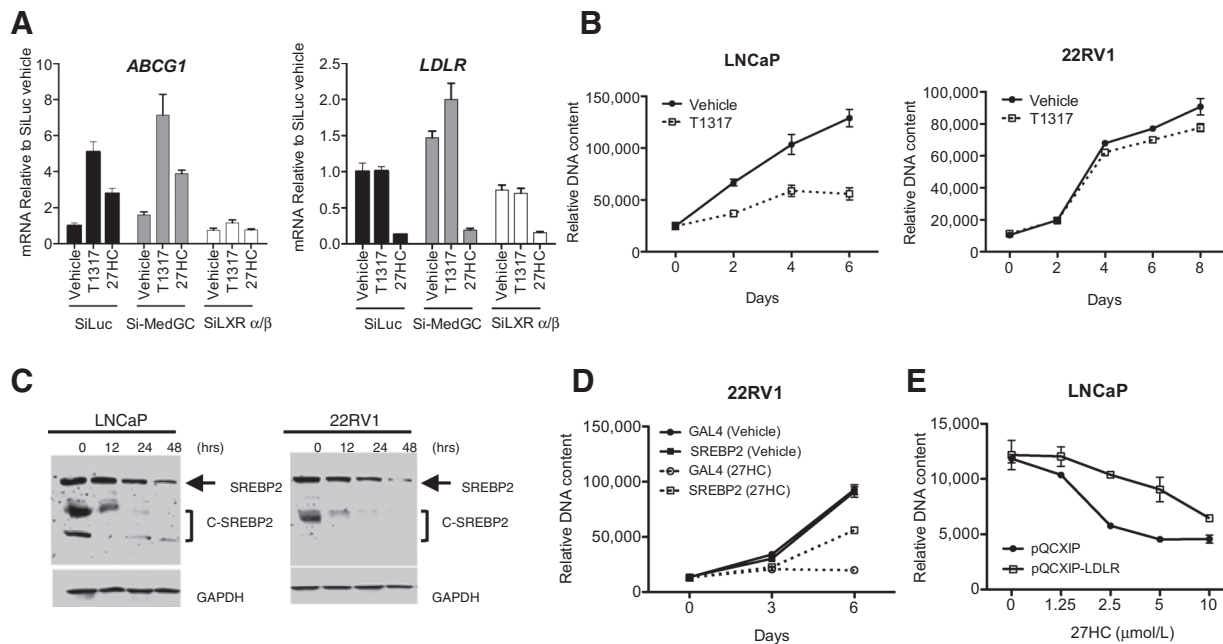 A
mRNA Relative to SiLuc vehicle
ABCG1
10
8
6
4
2
0
Vehicle
T1317
27HC
Vehicle
T1317
27HC
Vehicle
T1317
27HC
SiLuc
Si-MedGC
SiLXR α/β
mRNA Relative to SiLuc vehicle
LDLR
2.5
2.0
1.5
1.0
0.5
0.0
Vehicle
T1317
27HC
Vehicle
T1317
27HC
Vehicle
T1317
27HC
SiLuc
Si-MedGC
SiLXR α/β
B
LNCaP
Relative DNA content
150,000
100,000
50,000
0
Vehicle
T1317
0 2 4 6
Days
22RV1
Relative DNA content
100,000
80,000
60,000
40,000
20,000
0
Vehicle
T1317
0 2 4 6 8
Days
C
LNCaP
0 12 24 48 (hrs)
SREBP2
C-SREBP2
GAPDH
22RV1
0 12 24 48 (hrs)
SREBP2
C-SREBP2
GAPDH
D
22RV1
Relative DNA content
150,000
100,000
50,000
0
GAL4 (Vehicle)
SREBP2 (Vehicle)
GAL4 (27HC)
SREBP2 (27HC)
0 3 6
Days
E
LNCaP
Relative DNA content
15,000
10,000
5,000
0
pQCXIP
pQCXIP-LDLR
0 1.25 2.5 5 10
27HC (μmol/L)